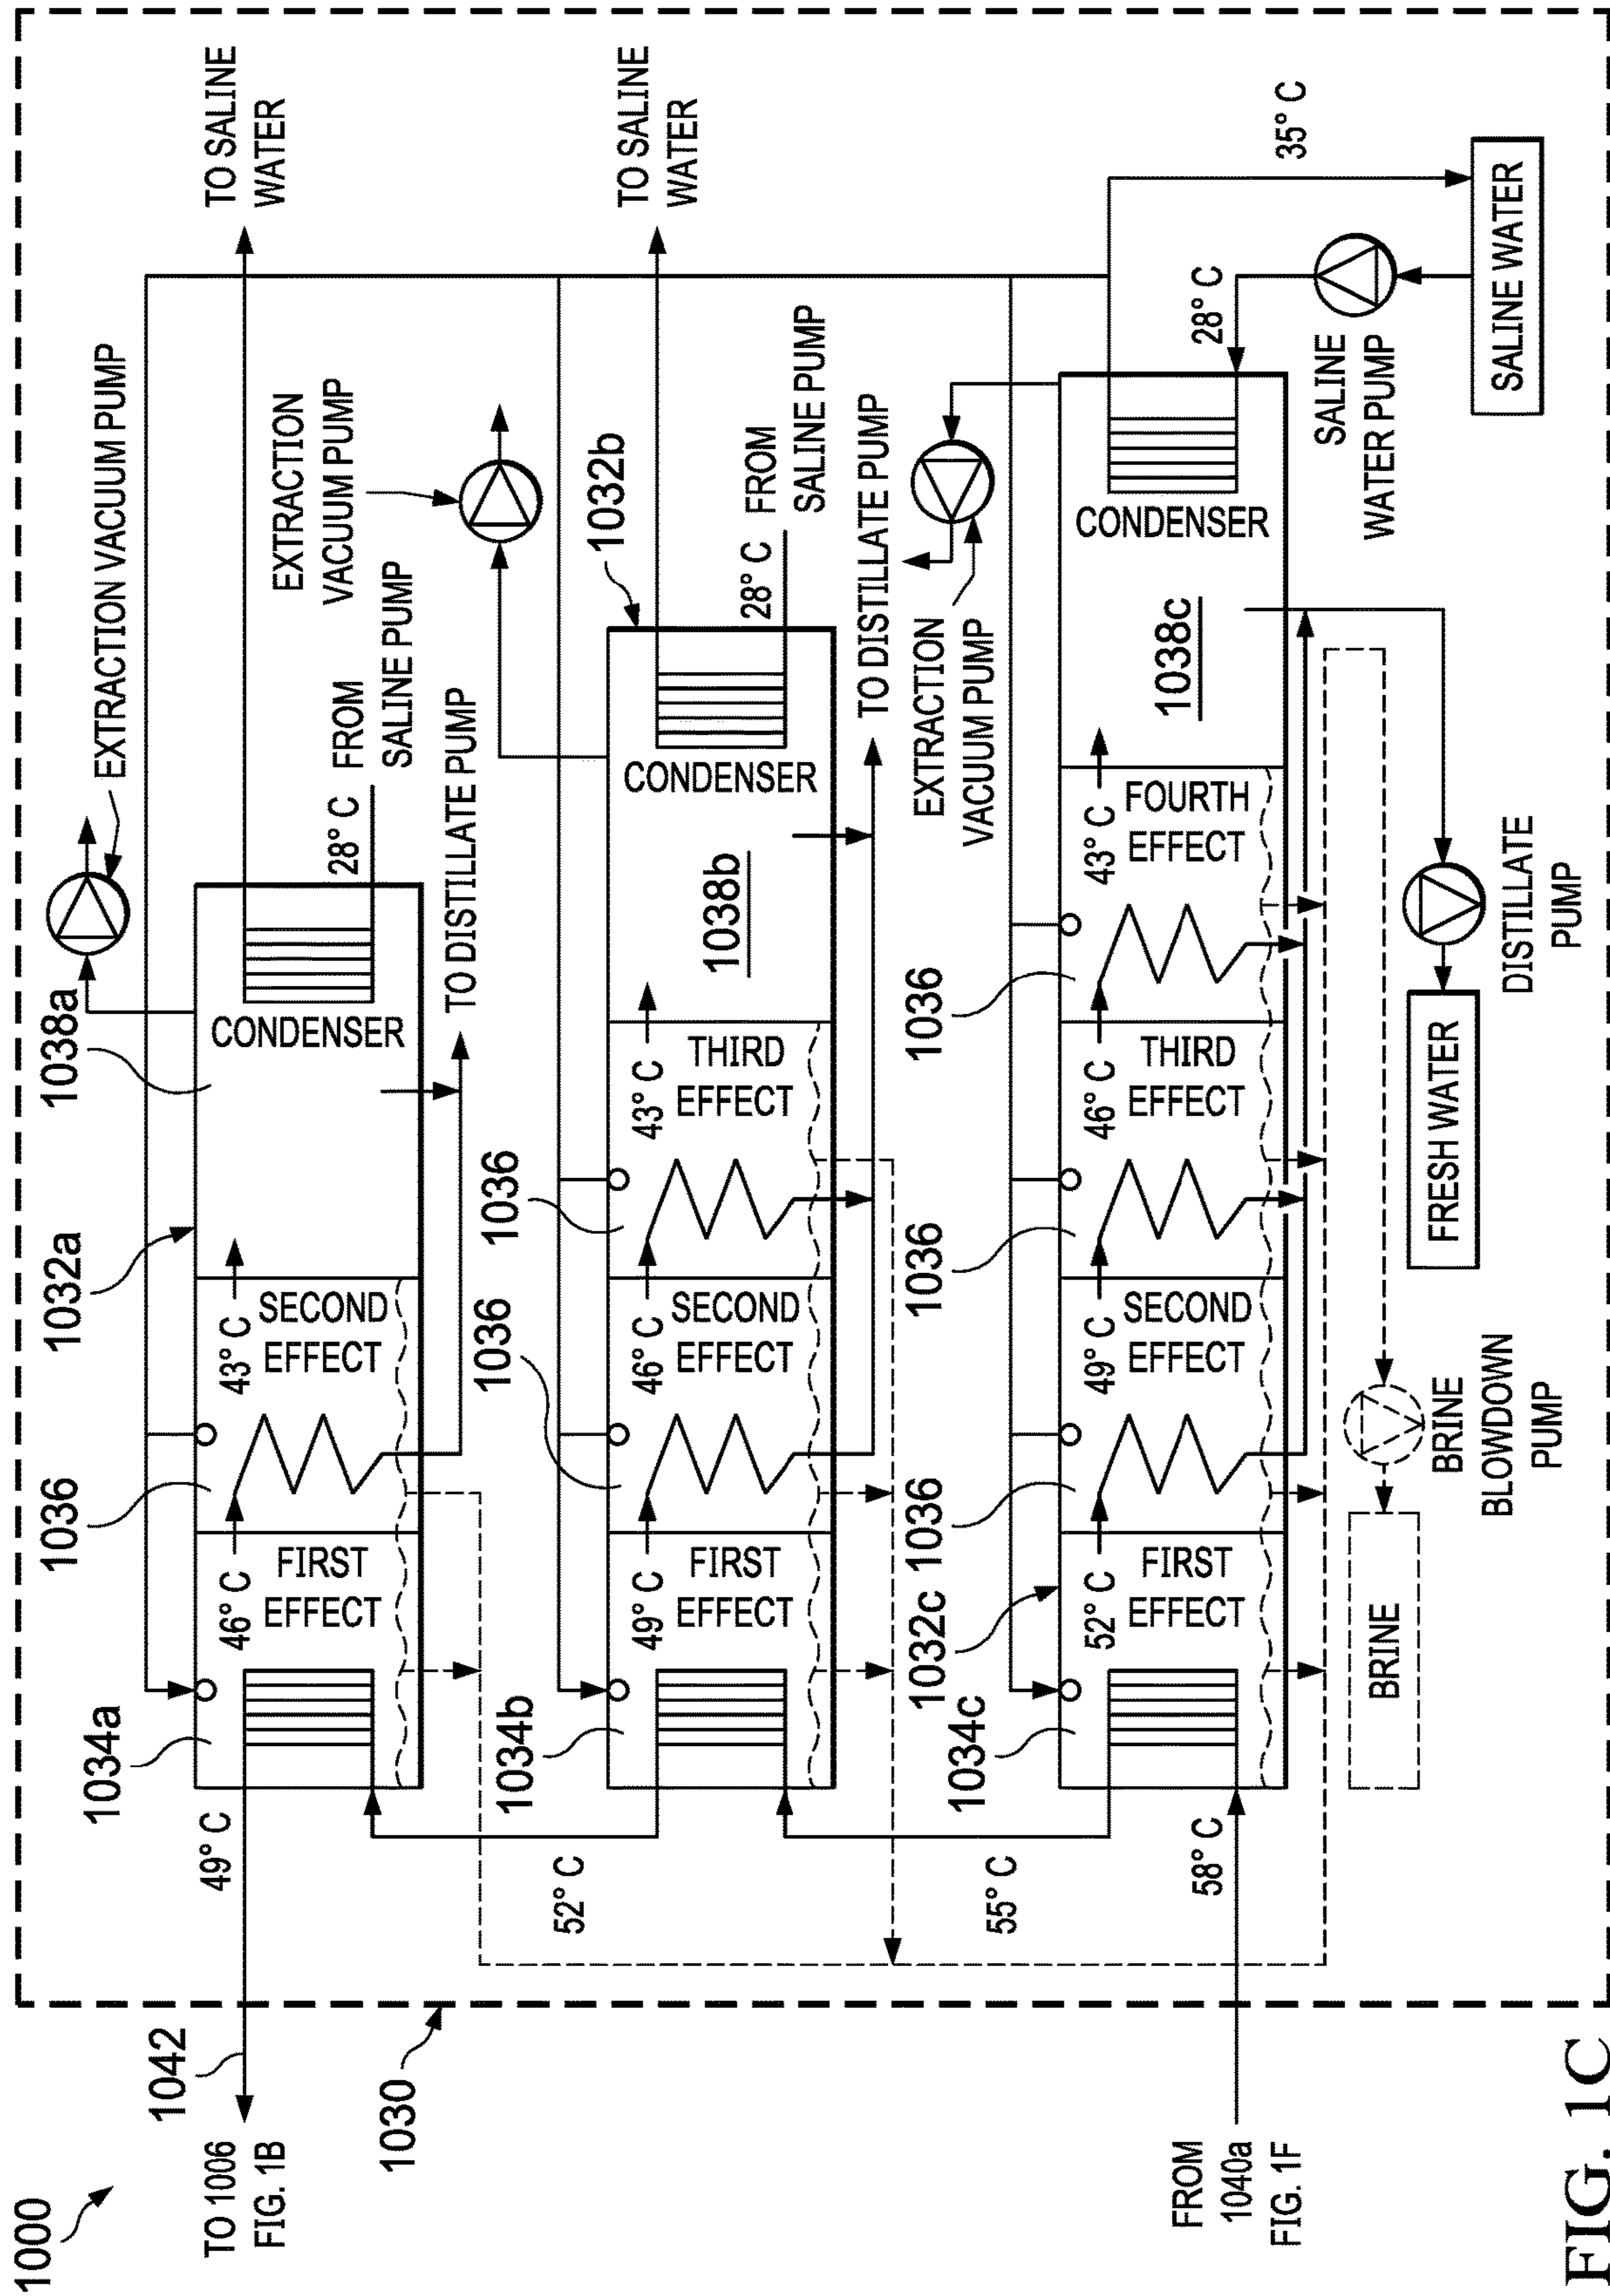 1000
TO 1006
FIG. 1B
1042
1030
49° C
1034a
46° C
FIRST
EFFECT
1036
43° C
SECOND
EFFECT
1032a
1038a
CONDENSER
EXTRACTION VACUUM PUMP
28° C
FROM
SALINE PUMP
TO DISTILLATE PUMP
TO SALINE
WATER
52° C
1034b
49° C
FIRST
EFFECT
1036
46° C
SECOND
EFFECT
1036
43° C
THIRD
EFFECT
1038b
CONDENSER
1032b
EXTRACTION
VACUUM PUMP
28° C
FROM
SALINE PUMP
TO DISTILLATE PUMP
TO SALINE
WATER
FROM
1040a
FIG. 1F
55° C
58° C
1034c
1032c
52° C
FIRST
EFFECT
1036
49° C
SECOND
EFFECT
1036
46° C
THIRD
EFFECT
1036
43° C
FOURTH
EFFECT
1038c
CONDENSER
EXTRACTION
VACUUM PUMP
28° C
35° C
SALINE
WATER PUMP
SALINE WATER
BRINE
BRINE
BLOWDOWN
PUMP
FRESH WATER
DISTILLATE
PUMP
FIG. 1C